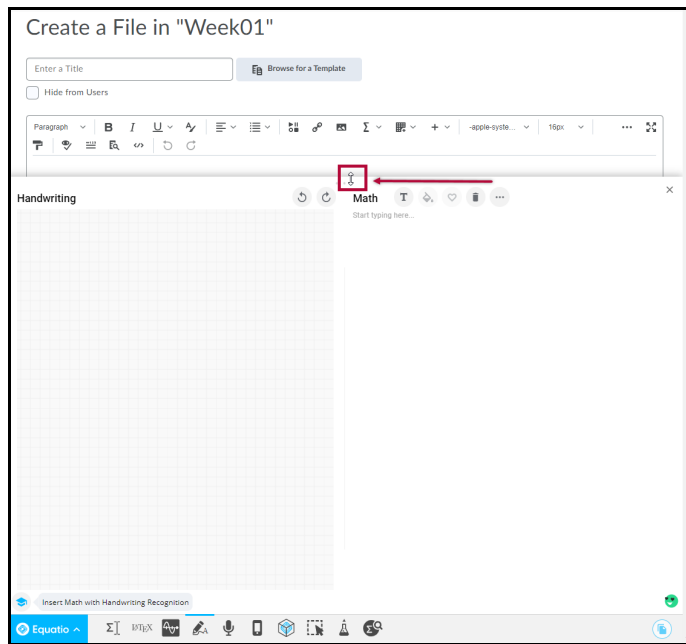 Create a File in "Week01"
Enter a Title
Browse for a Template
Hide from Users
Paragraph B I U -apple-syste... 16px ...
Handwriting
Math T ...
Start typing here...
Insert Math with Handwriting Recognition
Equatio LATEX